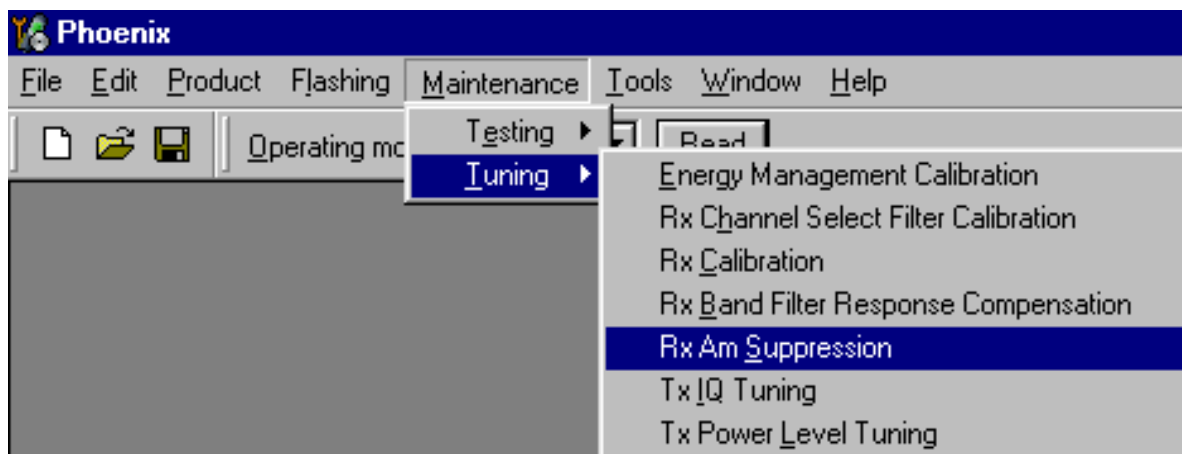 Phoenix
File Edit Product Flashing Maintenance Tools Window Help
Operating mo Read
Testing
Tuning
Energy Management Calibration
Rx Channel Select Filter Calibration
Rx Calibration
Rx Band Filter Response Compensation
Rx Am Suppression
Tx IQ Tuning
Tx Power Level Tuning